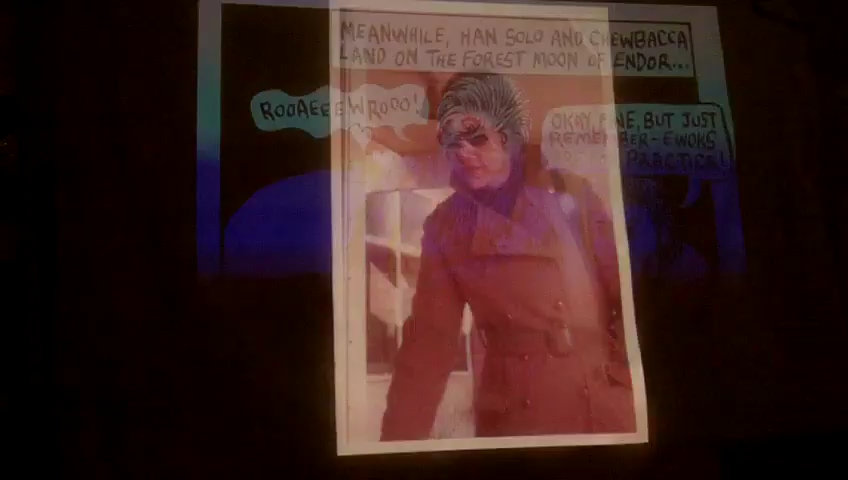 MEANWHILE, HAN SOLO AND CHEWBACCA
LAND ON THE FOREST MOON OF ENDOR...
ROOAEEEWROOO!
OKAY, FINE, BUT JUST
REMEMBER-EWOKS
PRACTICE!